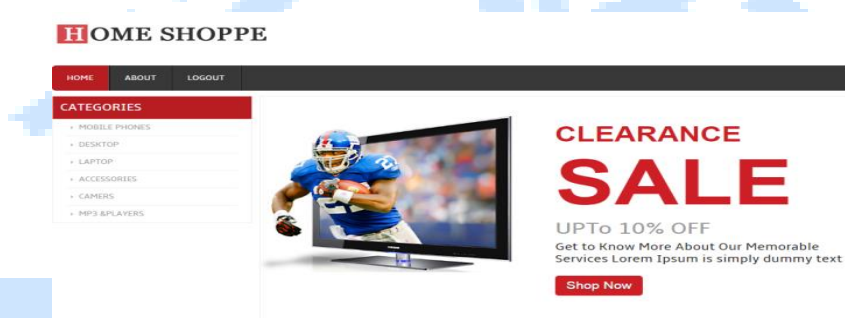 HOME SHOPPE
HOME ABOUT LOGOUT
CATEGORIES
MOBILE PHONES
DESKTOP
LAPTOP
ACCESSORIES
CAMERS
MP3 &PLAYERS
CLEARANCE
SALE
UPTo 10% OFF
Get to Know More About Our Memorable
Services Lorem Ipsum is simply dummy text
Shop Now